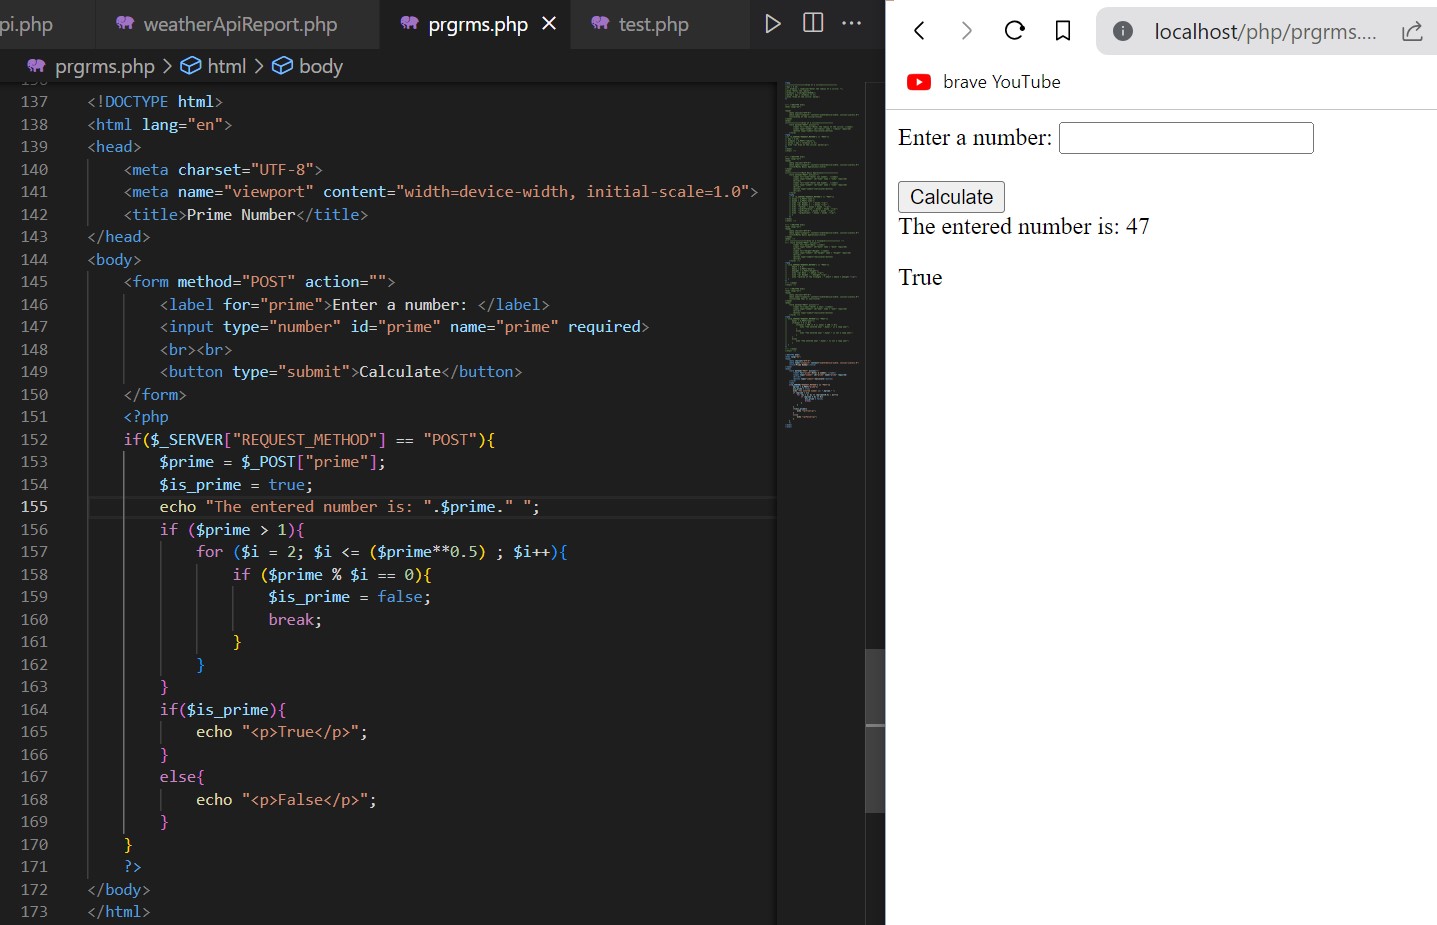 pi.php weatherApiReport.php prgrms.php test.php
prgrms.php > html > body
137 <!DOCTYPE html>
138 <html lang="en">
139 <head>
140 <meta charset="UTF-8">
141 <meta name="viewport" content="width=device-width, initial-scale=1.0">
142 <title>Prime Number</title>
143 </head>
144 <body>
145 <form method="POST" action="">
146 <label for="prime">Enter a number: </label>
147 <input type="number" id="prime" name="prime" required>
148 <br><br>
149 <button type="submit">Calculate</button>
150 </form>
151 <?php
152 if($_SERVER["REQUEST_METHOD"] == "POST"){
153 $prime = $_POST["prime"];
154 $is_prime = true;
155 echo "The entered number is: ".$prime." ";
156 if ($prime > 1){
157 for ($i = 2; $i <= ($prime**0.5) ; $i++){
158 if ($prime % $i == 0){
159 $is_prime = false;
160 break;
161 }
162 }
163 }
164 if($is_prime){
165 echo "<p>True</p>";
166 }
167 else{
168 echo "<p>False</p>";
169 }
170 }
171 ?>
172 </body>
173 </html>
localhost/php/prgrms....
brave YouTube
Enter a number:
Calculate
The entered number is: 47
True